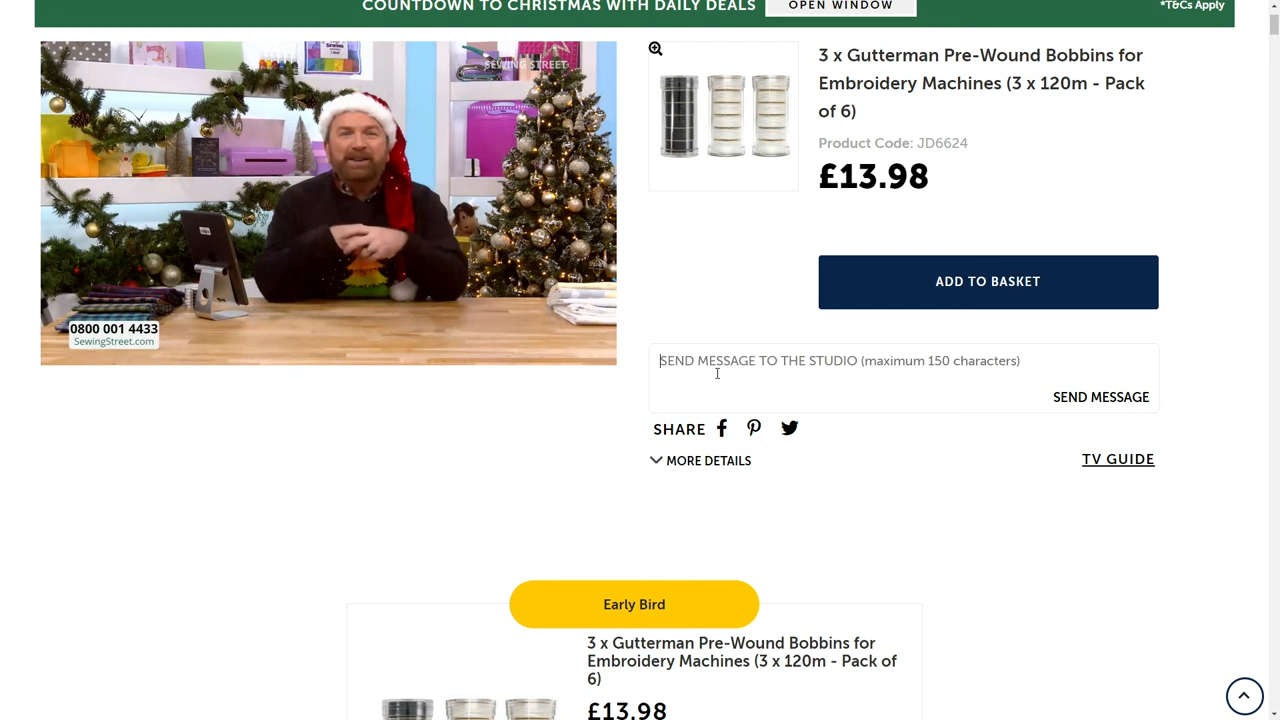 COUNTDOWN TO CHRISTMAS WITH DAILY DEALS
OPEN WINDOW
*T&Cs Apply
SEWING STREET
0800 001 4433
SewingStreet.com
3 x Gutterman Pre-Wound Bobbins for
Embroidery Machines (3 x 120m - Pack
of 6)
Product Code: JD6624
£13.98
ADD TO BASKET
SEND MESSAGE TO THE STUDIO (maximum 150 characters)
SEND MESSAGE
SHARE
MORE DETAILS
TV GUIDE
Early Bird
3 x Gutterman Pre-Wound Bobbins for
Embroidery Machines (3 x 120m - Pack of
6)
£13.98